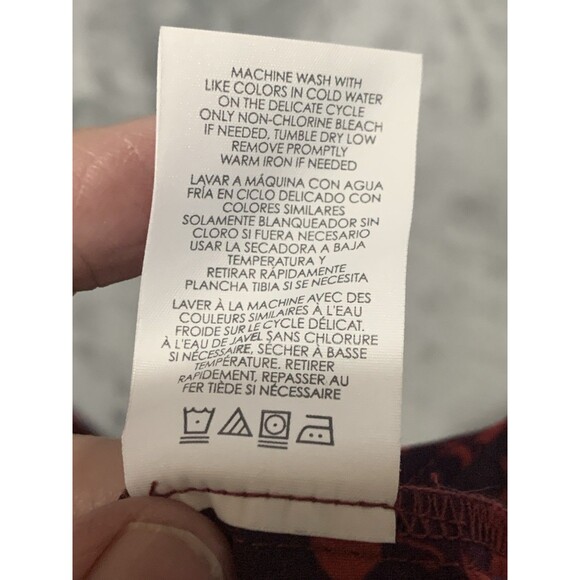 MACHINE WASH WITH
LIKE COLORS IN COLD WATER
ON THE DELICATE CYCLE
ONLY NON-CHLORINE BLEACH
IF NEEDED, TUMBLE DRY LOW
REMOVE PROMPTLY
WARM IRON IF NEEDED
LAVAR A MÁQUINA CON AGUA
FRÍA EN CICLO DELICADO CON
COLORES SIMILARES
SOLAMENTE BLANQUEADOR SIN
CLORO SI FUERA NECESARIO
USAR LA SECADORA A BAJA
TEMPERATURA Y
RETIRAR RÁPIDAMENTE
PLANCHA TIBIA SI SE NECESITA
LAVER À LA MACHINE AVEC DES
COULEURS SIMILAIRES À L'EAU
FROIDE SUR LE CYCLE DÉLICAT.
À L'EAU DE JAVEL SANS CHLORURE
SI NÉCESSAIRE, SÉCHER À BASSE
TEMPÉRATURE. RETIRER
RAPIDEMENT, REPASSER AU
FER TIÈDE SI NÉCESSAIRE